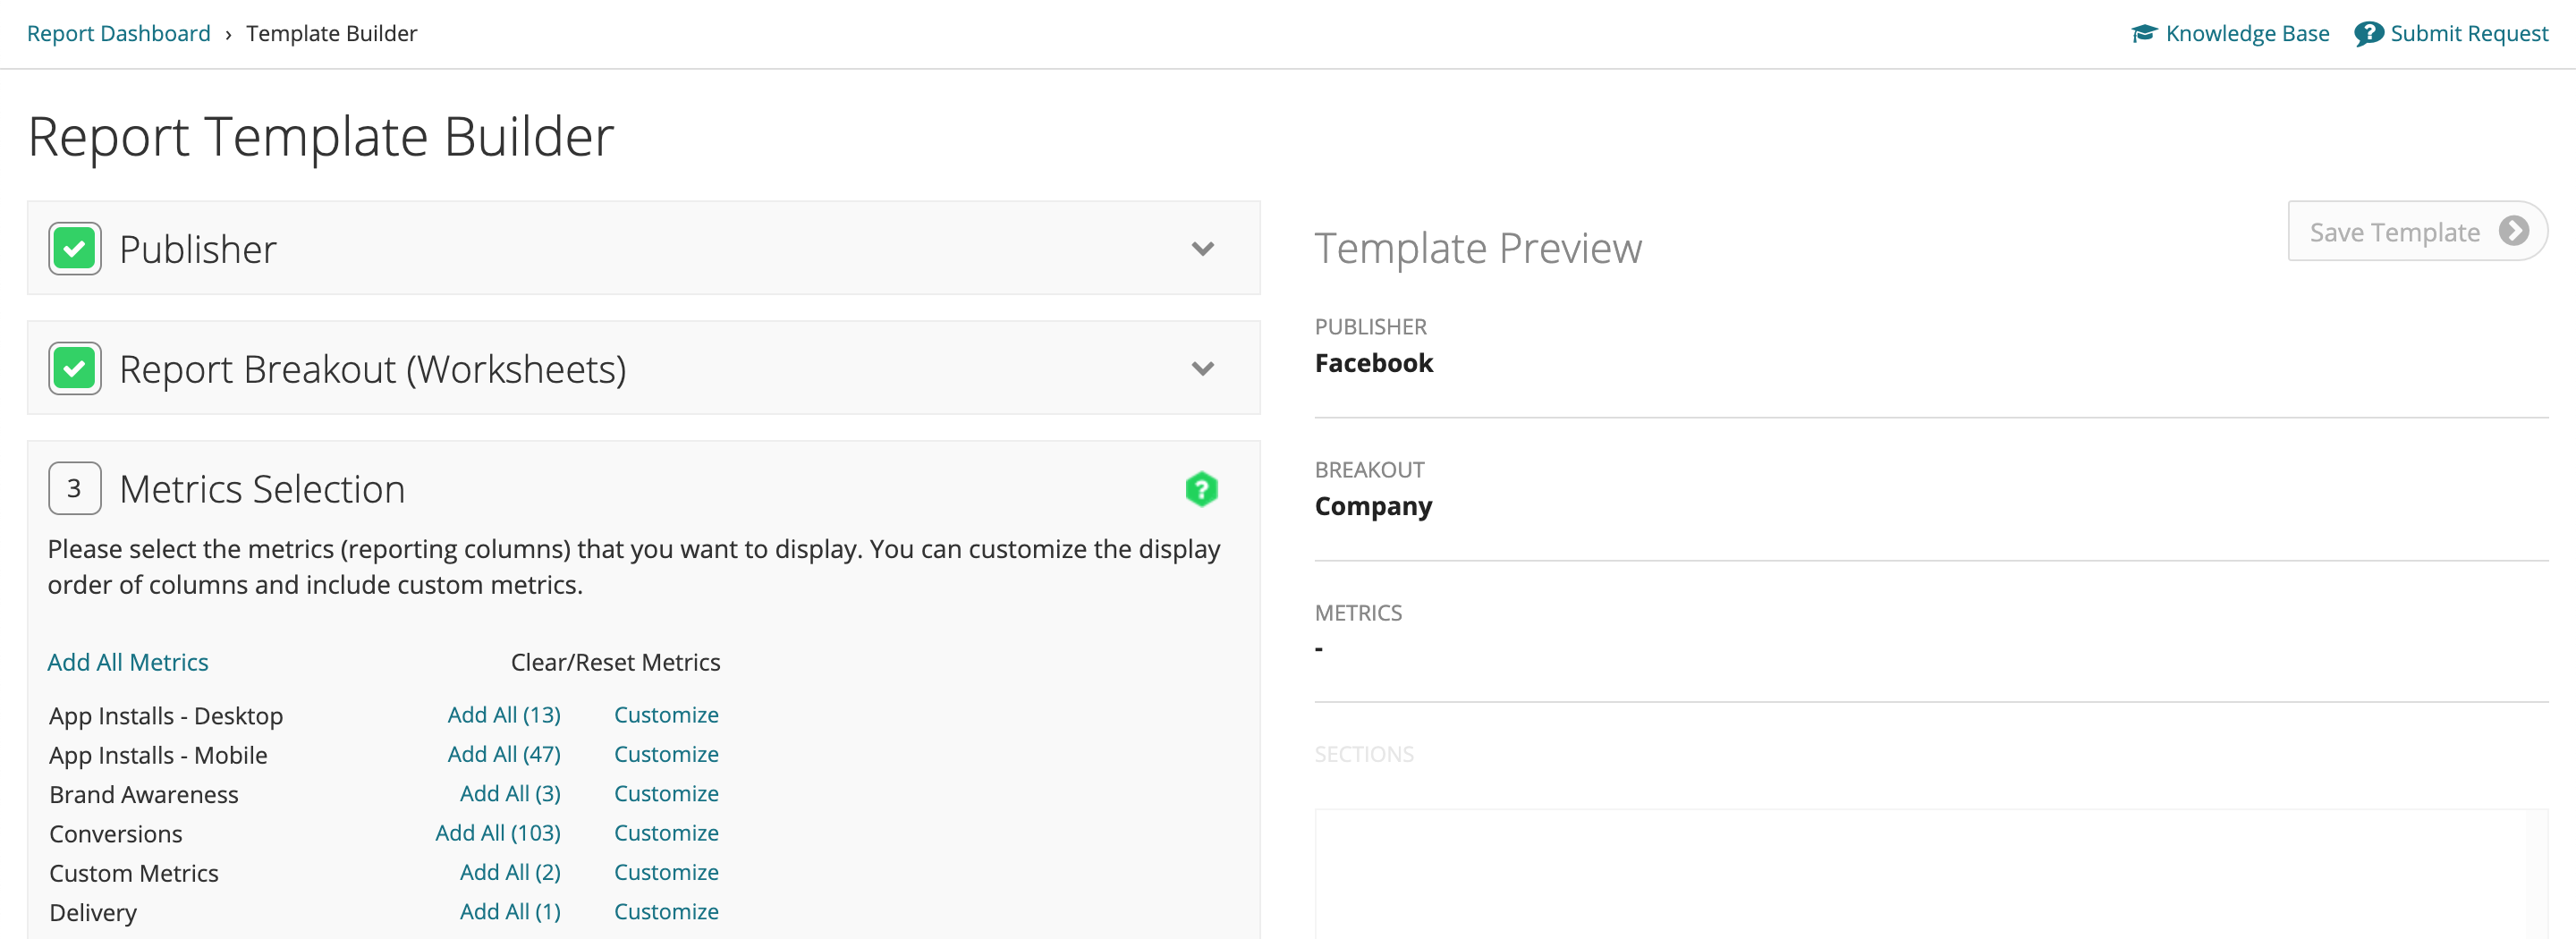 Report Dashboard › Template Builder
Knowledge Base
Submit Request
Report Template Builder
Publisher
Report Breakout (Worksheets)
3 Metrics Selection
?
Please select the metrics (reporting columns) that you want to display. You can customize the display
order of columns and include custom metrics.
Add All Metrics Clear/Reset Metrics
App Installs - Desktop Add All (13) Customize
App Installs - Mobile Add All (47) Customize
Brand Awareness Add All (3) Customize
Conversions Add All (103) Customize
Custom Metrics Add All (2) Customize
Delivery Add All (1) Customize
Template Preview
Save Template
PUBLISHER
Facebook
BREAKOUT
Company
METRICS
-
SECTIONS